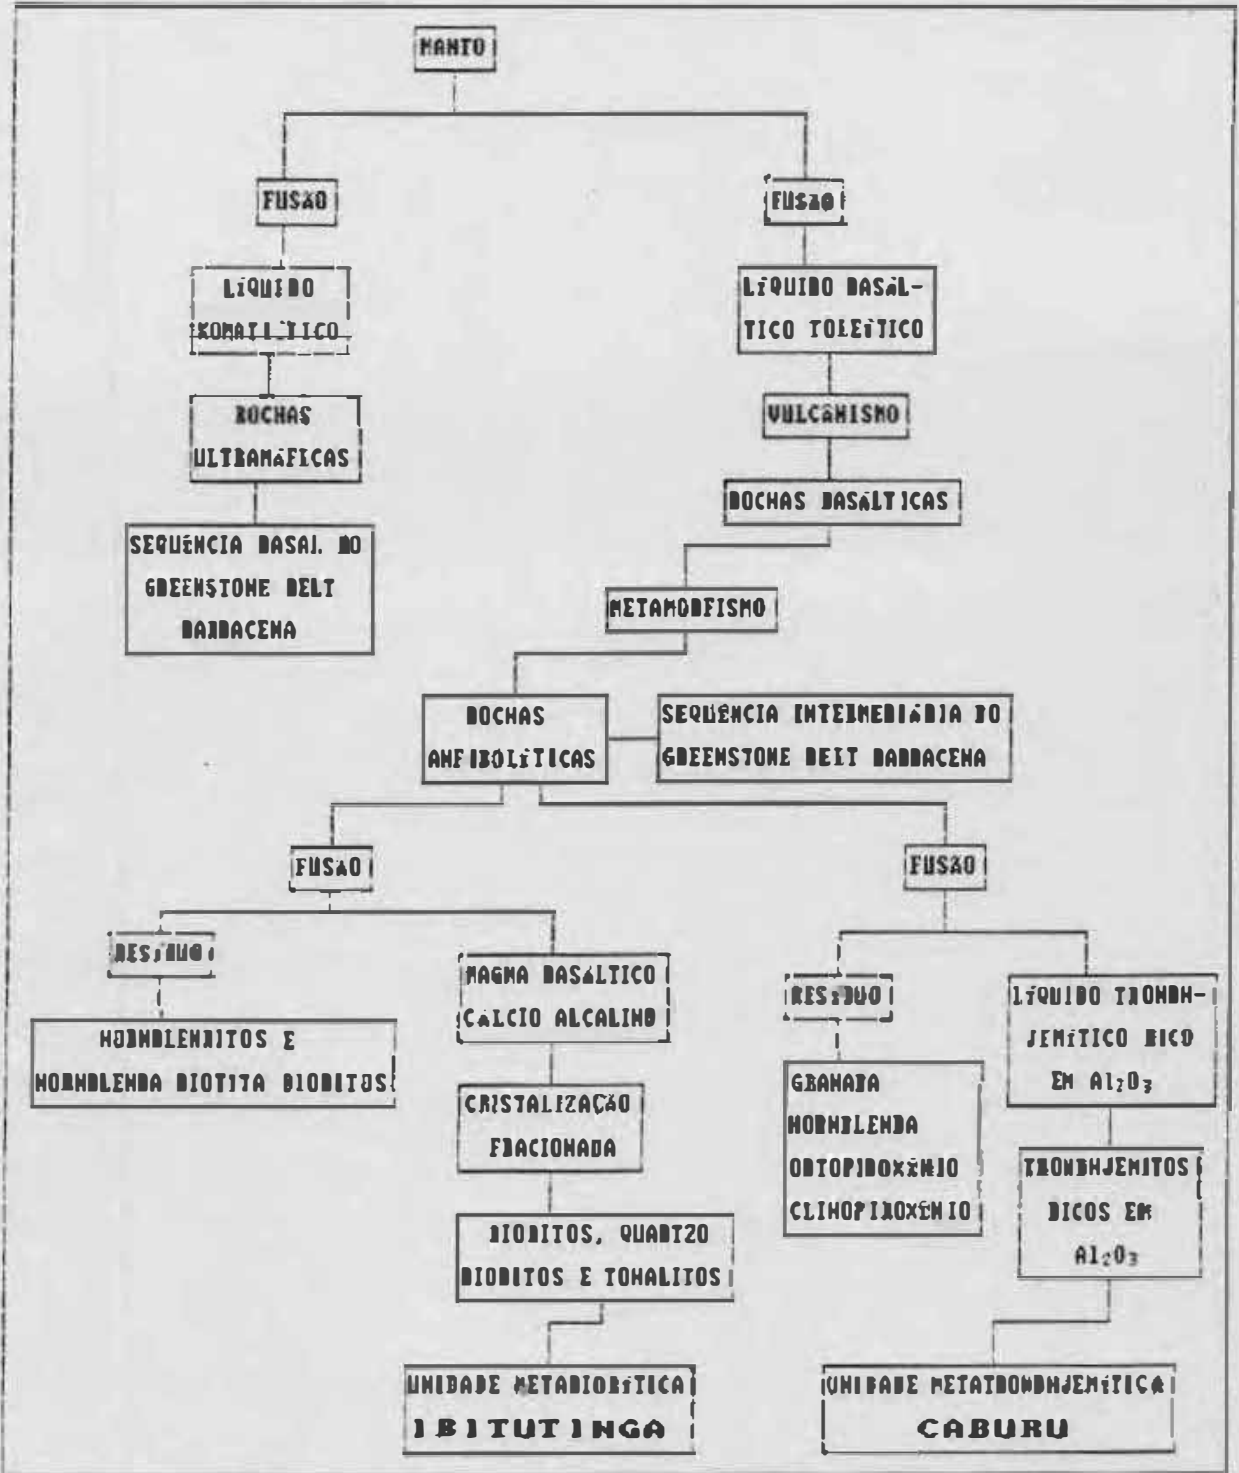 MANTO
FUSÃO
FUSÃO
LÍQUIDO
KOMATIÍTICO
LÍQUIDO BASÁL-
TICO TOLEÍTICO
ROCHAS
ULTRAMÁFICAS
VULCÂNISMO
ROCHAS BASÁLTICAS
SEQUÊNCIA BASAL DO
GREENSTONE BELT
BARBACENA
METAMORFISMO
ROCHAS
ANFIBOLÍTICAS
SEQUÊNCIA INTERMEDIÁRIA DO
GREENSTONE BELT BARBACENA
FUSÃO
FUSÃO
RESÍDUO
MAGMA BASÁLTICO
CÁLCIO ALCALINO
RESÍDUO
LÍQUIDO TRONDH-
JEMÍTICO RICO
EM Al₂O₃
HORNBLENDITOS E
HORNBLENDA BIOTITA DIORITOS
CRISTALIZAÇÃO
FRACIONADA
GRANADA
HORNBLENDA
ORTOPIROXÊNIO
CLINOPIROXÊNIO
TRONDHJEMITOS
RICOS EM
Al₂O₃
DIORITOS, QUARTZO
DIORITOS E TONALITOS
UNIDADE METADIORÍTICA
IBITUTINGA
UNIDADE METATRONDHJEMÍTICA
CABURU